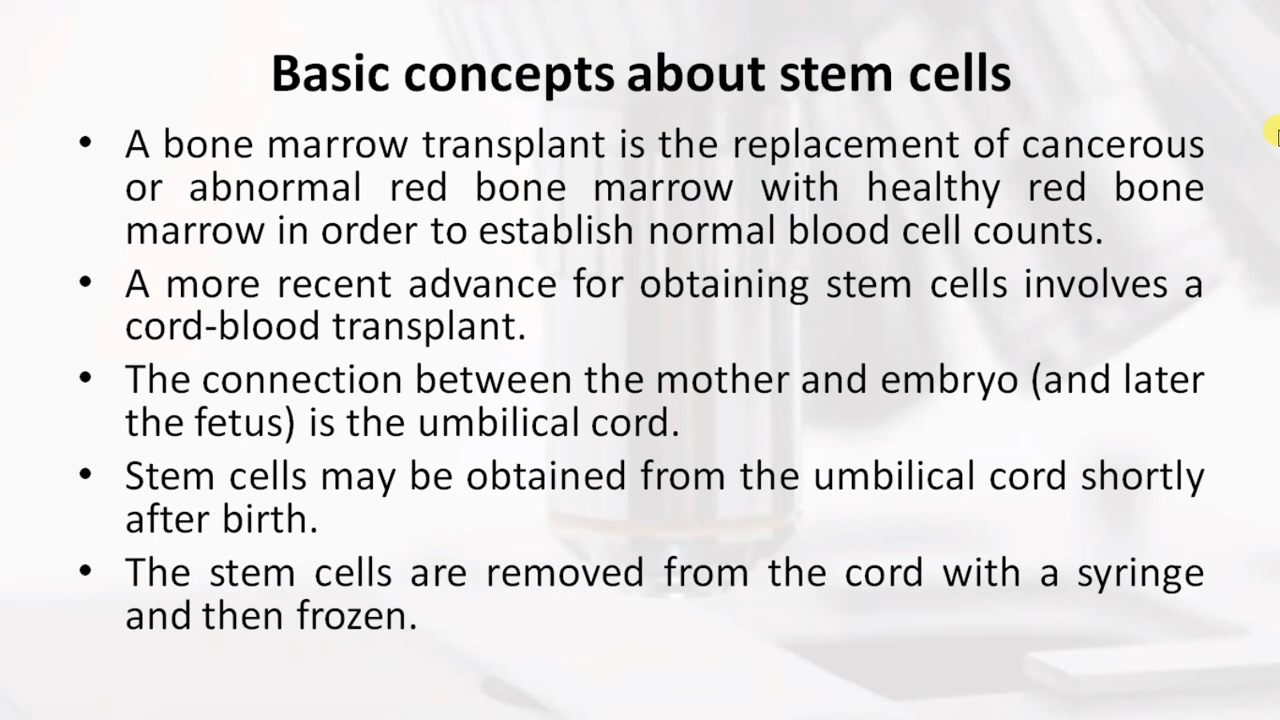 Basic concepts about stem cells
• A bone marrow transplant is the replacement of cancerous
or abnormal red bone marrow with healthy red bone
marrow in order to establish normal blood cell counts.
• A more recent advance for obtaining stem cells involves a
cord-blood transplant.
• The connection between the mother and embryo (and later
the fetus) is the umbilical cord.
• Stem cells may be obtained from the umbilical cord shortly
after birth.
• The stem cells are removed from the cord with a syringe
and then frozen.